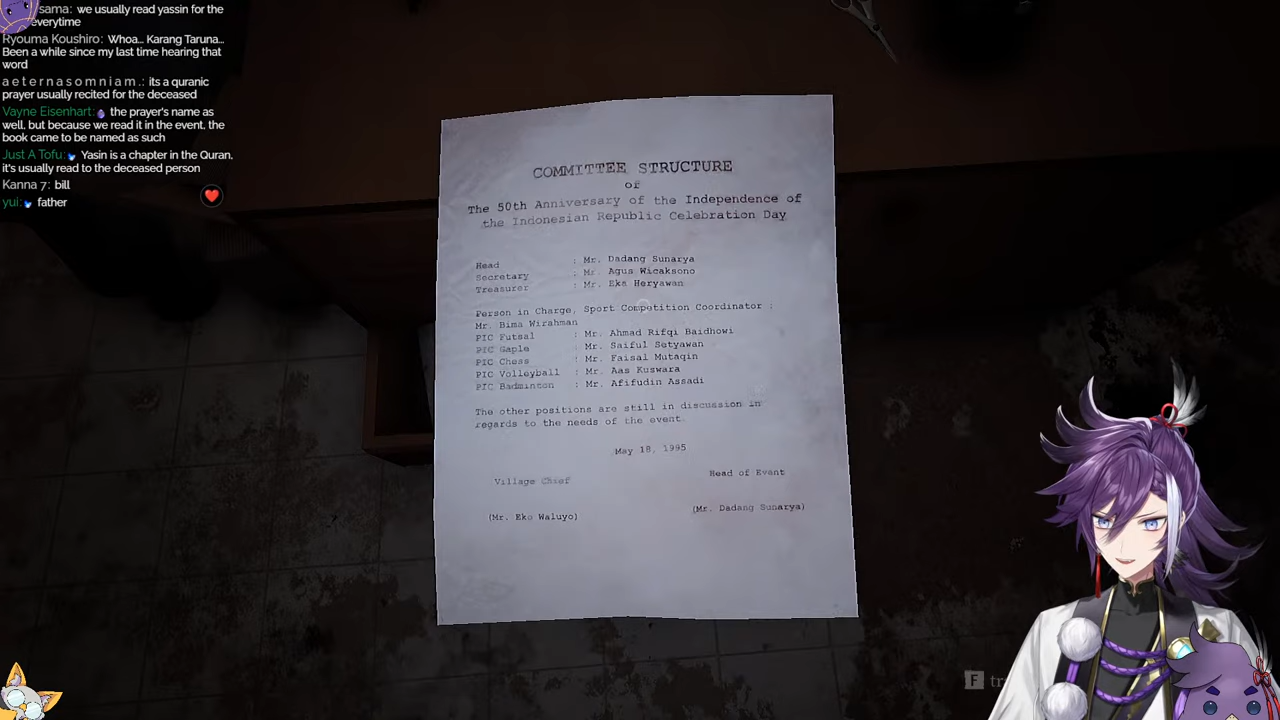 sama: we usually read yassin for the
everytime
Ryouma Koushiro: Whoa... Karang Taruna...
Been a while since my last time hearing that
word
a e t e r n a s o m n i a m .: its a quranic
prayer usually recited for the deceased
Vayne Eisenhart: the prayer's name as
well, but because we read it in the event, the
book came to be named as such
Just A Tofu: Yasin is a chapter in the Quran,
it's usually read to the deceased person
Kanna 7: bill
yui: father
COMMITTEE STRUCTURE
OF
The 50th Anniversary of the Independence of
the Indonesian Republic Celebration Day
Head : Mr. Dadang Sunarya
Secretary : Mr. Agus Wicaksono
Treasurer : Mr. Eka Heryawan
Person in Charge, Sport Competition Coordinator :
Mr. Bima Wirahman
PIC Futsal : Mr. Ahmad Rifqi Baidhowi
PIC Gaple : Mr. Saiful Setyawan
PIC Chess : Mr. Faisal Mutaqin
PIC Volleyball : Mr. Aas Kuswara
PIC Badminton : Mr. Afifudin Assadi
The other positions are still in discussion in
regards to the needs of the event.
May 18, 1995
Village Chief
Head of Event
(Mr. Eko Waluyo)
(Mr. Dadang Sunarya)
F